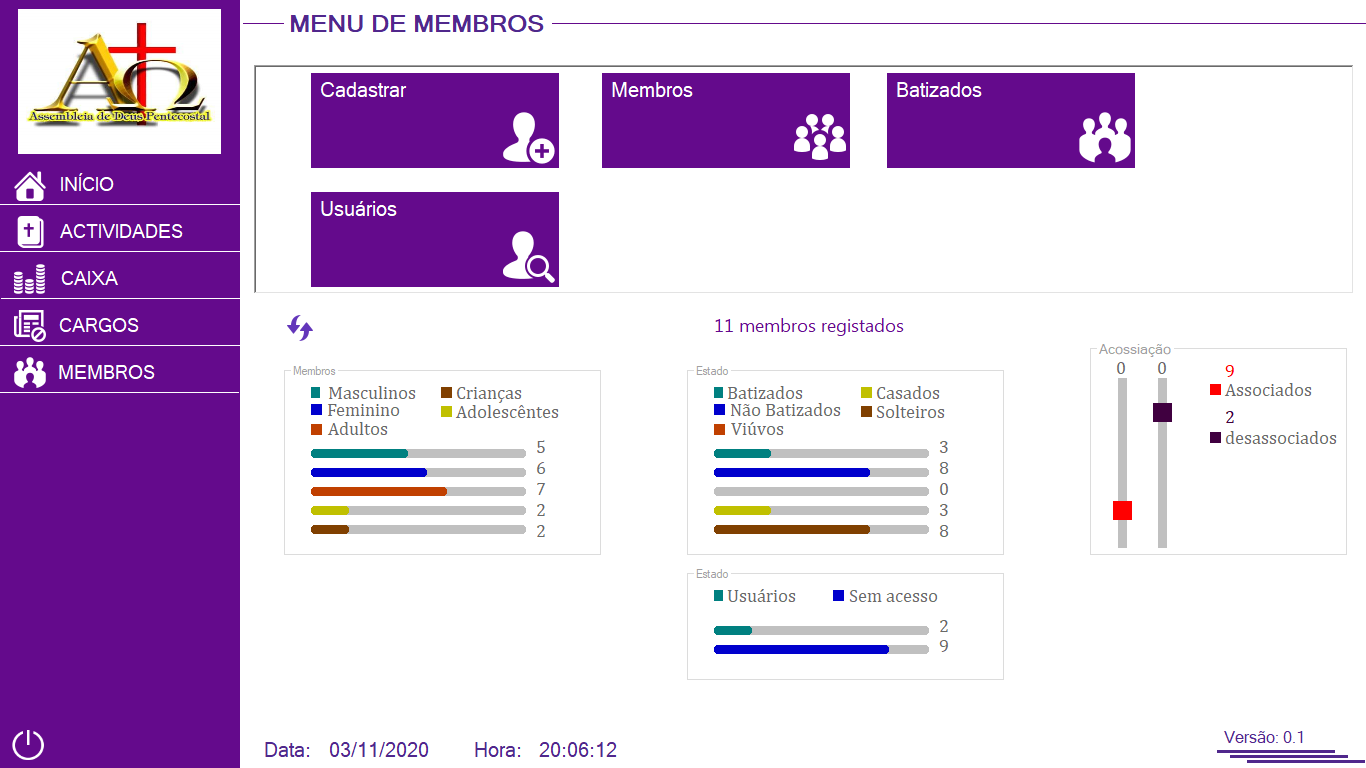 Assembleia de Deus Pentecostal
INÍCIO
ACTIVIDADES
CAIXA
CARGOS
MEMBROS
MENU DE MEMBROS
Cadastrar
Membros
Batizados
Usuários
11 membros registados
Membros
Masculinos
Crianças
Feminino
Adolescêntes
Adultos
5
6
7
2
2
Estado
Batizados
Casados
Não Batizados
Solteiros
Viúvos
3
8
0
3
8
Estado
Usuários
Sem acesso
2
9
Acossiação
0
0
9
Associados
2
desassociados
Data: 03/11/2020
Hora: 20:06:12
Versão: 0.1